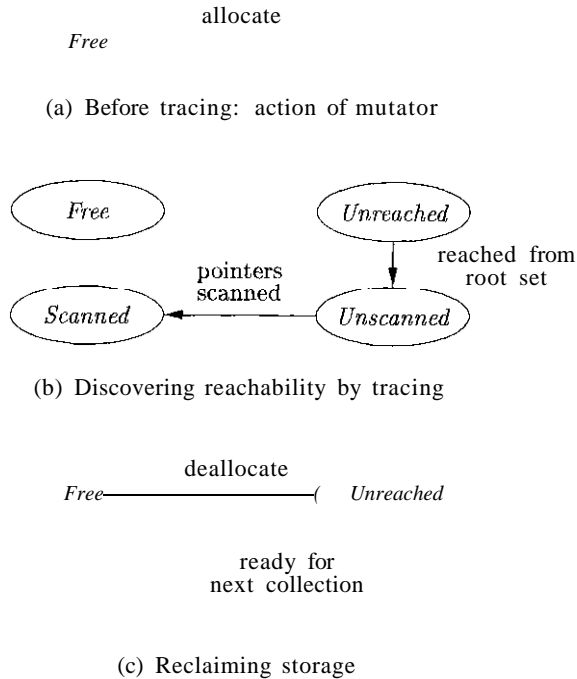 allocate
Free
(a) Before tracing: action of mutator
Free
Unreached
pointers
scanned
reached from
root set
Scanned
Unscanned
(b) Discovering reachability by tracing
deallocate
Free
Unreached
ready for
next collection
(c) Reclaiming storage